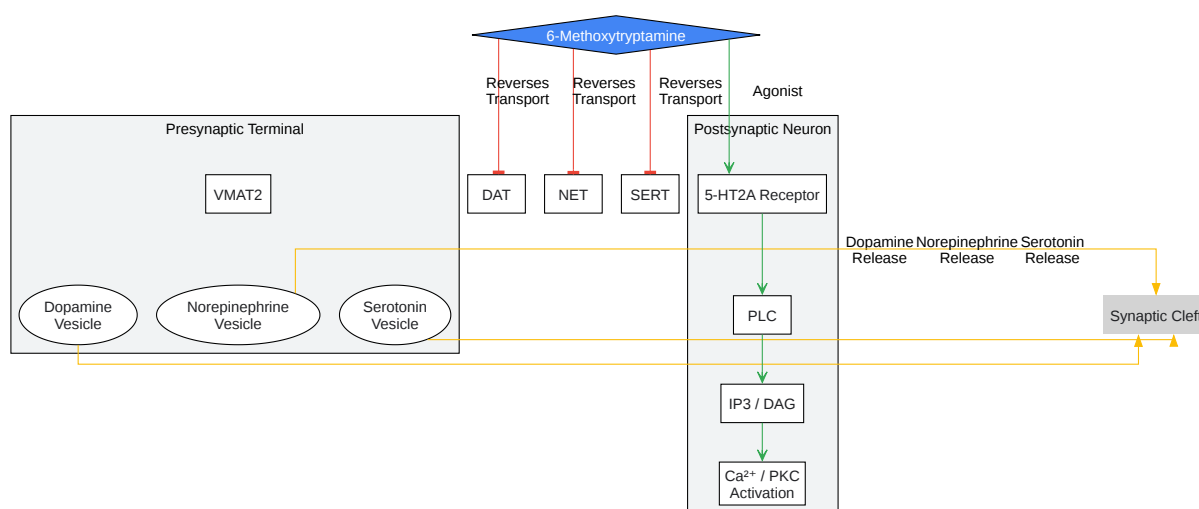 6-Methoxytryptamine
Reverses
Transport
Reverses
Transport
Reverses
Transport
Agonist
Presynaptic Terminal
Postsynaptic Neuron
VMAT2
DAT
NET
SERT
5-HT2A Receptor
Dopamine
Release
Norepinephrine
Release
Serotonin
Release
Dopamine
Vesicle
Norepinephrine
Vesicle
Serotonin
Vesicle
PLC
Synaptic Cleft
IP3 / DAG
Ca²⁺ / PKC
Activation